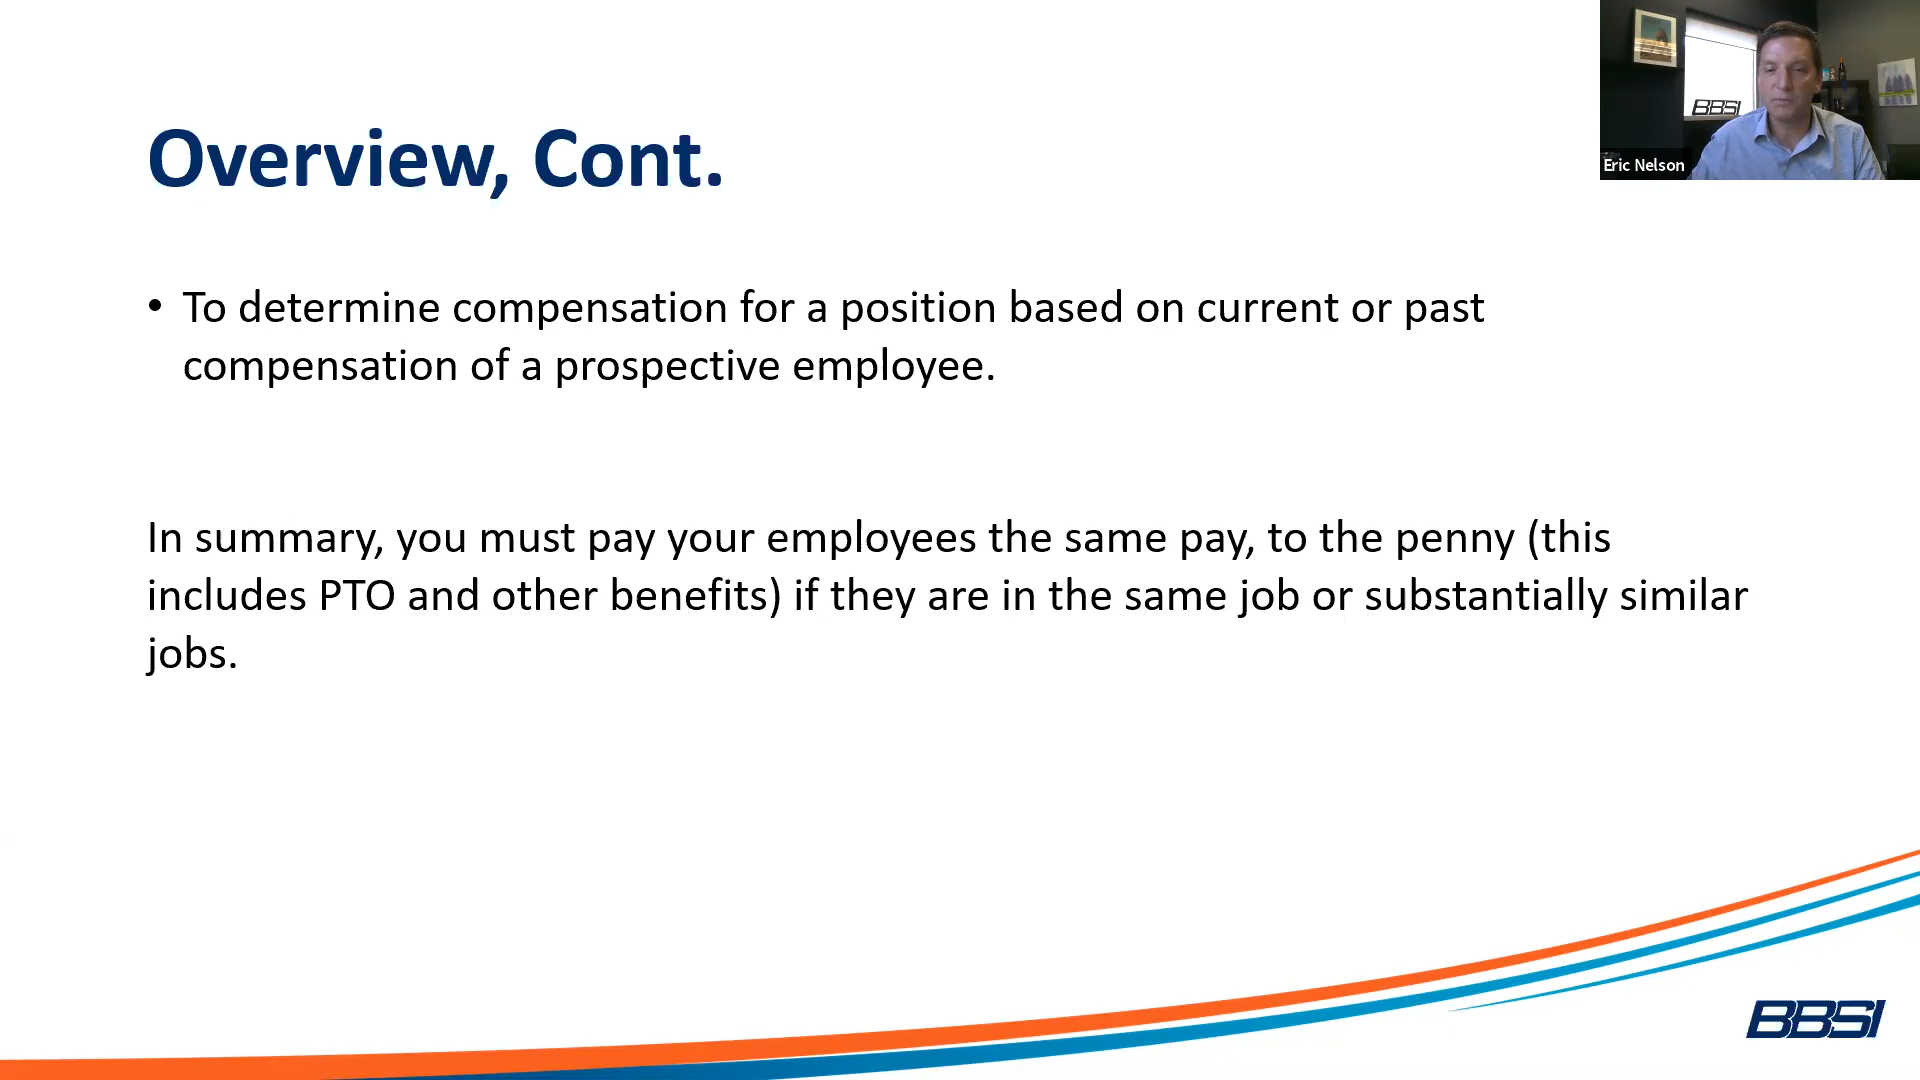 BBSI
Eric Nelson
Overview, Cont.
• To determine compensation for a position based on current or past
compensation of a prospective employee.
In summary, you must pay your employees the same pay, to the penny (this
includes PTO and other benefits) if they are in the same job or substantially similar
jobs.
BBSI